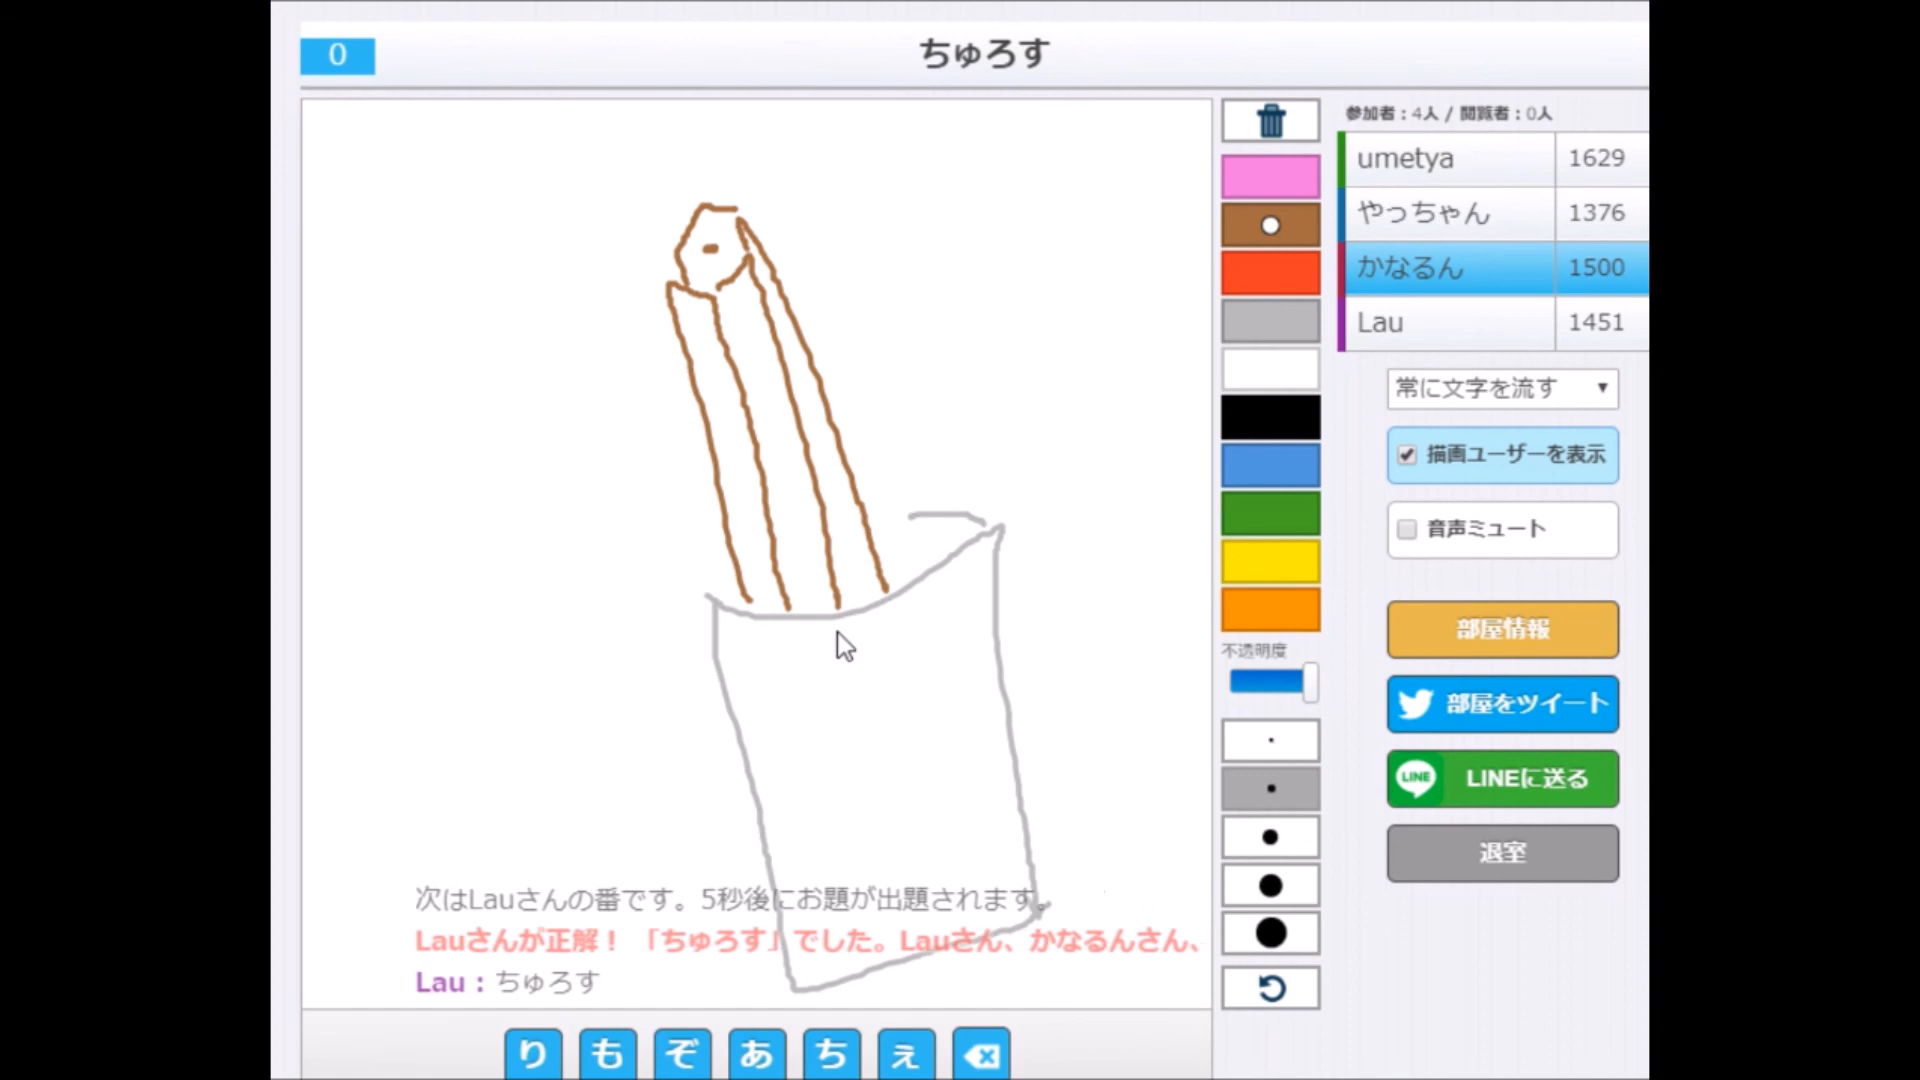 0
ちゅろす
参加者：4人 / 閲覧者：0人
umetya 1629
やっちゃん 1376
かなるん 1500
Lau 1451
常に文字を流す
描画ユーザーを表示
音声ミュート
不透明度
部屋情報
部屋をツイート
LINE LINEに送る
退室
次はLauさんの番です。5秒後にお題が出題されます。
Lauさんが正解！「ちゅろす」でした。Lauさん、かなるんさん、
Lau：ちゅろす
り も ぞ あ ち ぇ